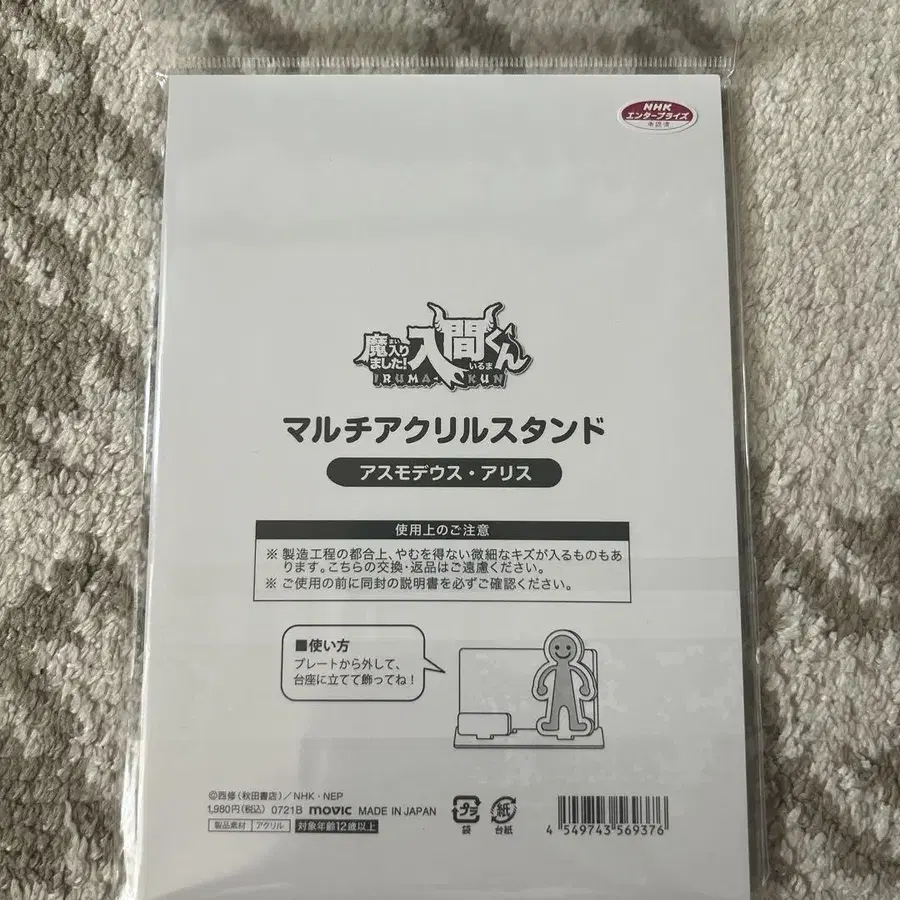 NHK
エンタープライズ
魔入り
ました!
入間くん
いるま
IRUMA-KUN
マルチアクリルスタンド
アスモデウス・アリス
使用上のご注意
※ 製造工程の都合上、やむを得ない微細なキズが入るものもあ
ります。こちらの交換・返品はご遠慮ください。
※ ご使用の前に同封の説明書を必ずご確認ください。
■使い方
プレートから外して、
台座に立てて飾ってね!
©西修(秋田書店)/NHK・NEP
1,980円(税込) 0721B movic MADE IN JAPAN
製品素材 アクリル 対象年齢12歳以上
プラ
袋
紙
台紙
4 549743 569376